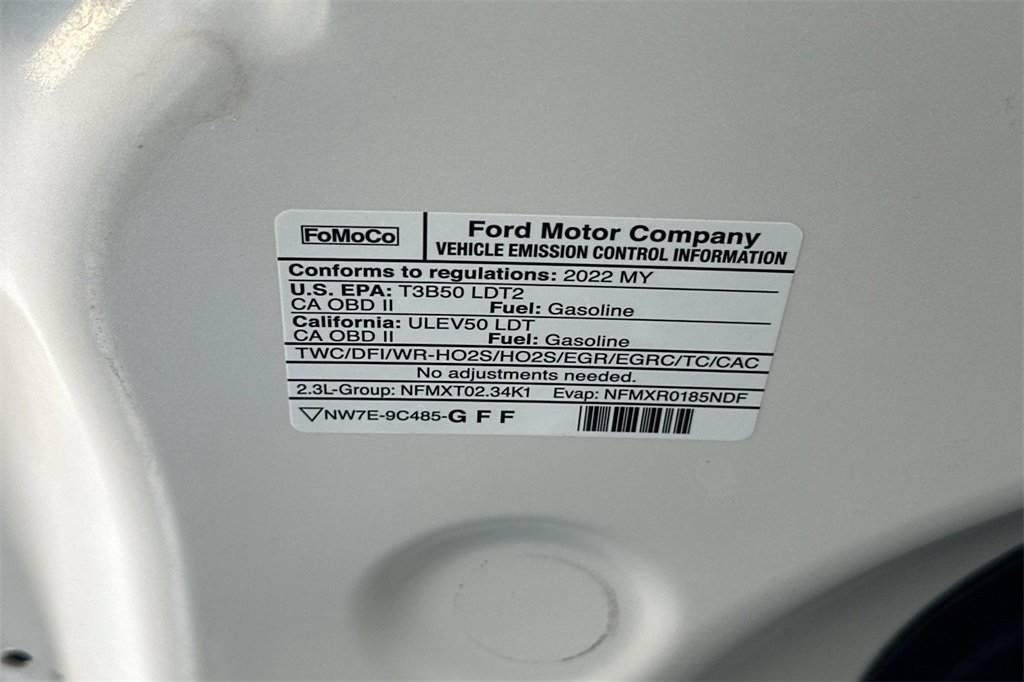 FoMoCo
Ford Motor Company
VEHICLE EMISSION CONTROL INFORMATION
Conforms to regulations: 2022 MY
U.S. EPA: T3B50 LDT2
CA OBD II Fuel: Gasoline
California: ULEV50 LDT
CA OBD II Fuel: Gasoline
TWC/DFI/WR-HO2S/HO2S/EGR/EGRC/TC/CAC
No adjustments needed.
2.3L-Group: NFMXT02.34K1 Evap: NFMXR0185NDF
NW7E-9C485-G F F